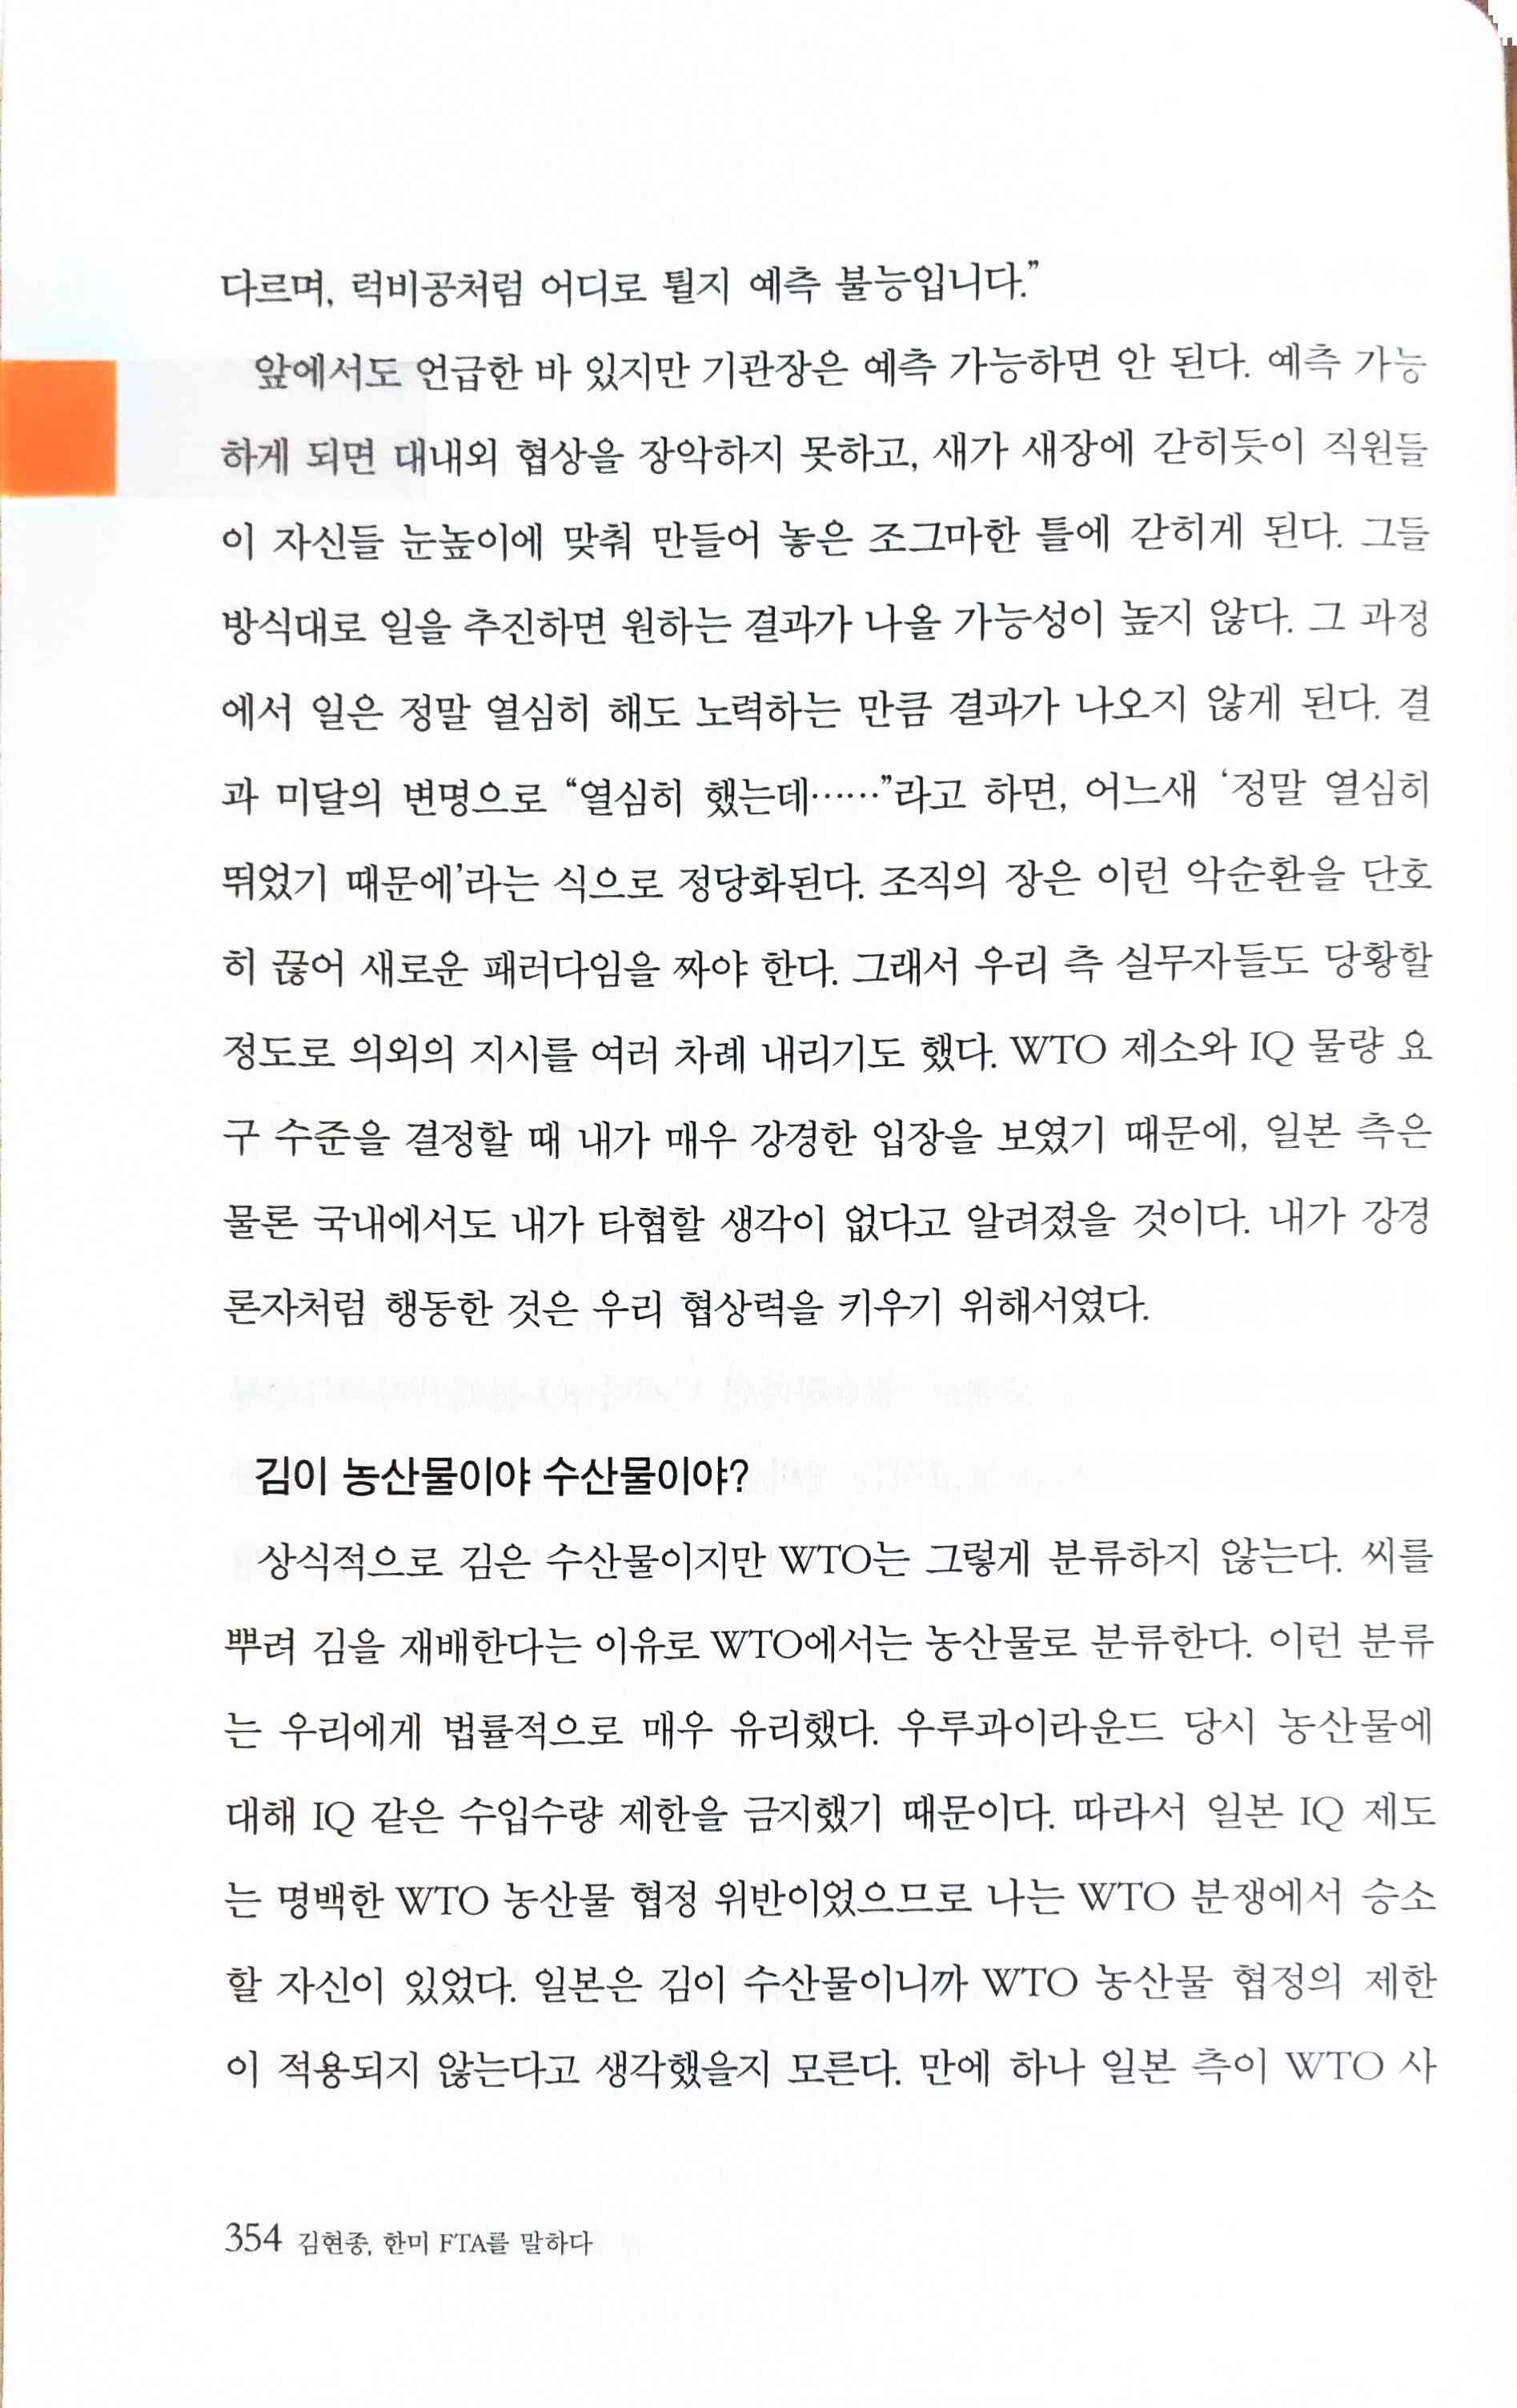 다르며, 럭비공처럼 어디로 튈지 예측 불능입니다.”
앞에서도 언급한 바 있지만 기관장은 예측 가능하면 안 된다. 예측 가능
하게 되면 대내외 협상을 장악하지 못하고, 새가 새장에 갇히듯이 직원들
이 자신들 눈높이에 맞춰 만들어 놓은 조그마한 틀에 갇히게 된다. 그들
방식대로 일을 추진하면 원하는 결과가 나올 가능성이 높지 않다. 그 과정
에서 일은 정말 열심히 해도 노력하는 만큼 결과가 나오지 않게 된다. 결
과 미달의 변명으로 “열심히 했는데……”라고 하면, 어느새 ‘정말 열심히
뛰었기 때문에’라는 식으로 정당화된다. 조직의 장은 이런 악순환을 단호
히 끊어 새로운 패러다임을 짜야 한다. 그래서 우리 측 실무자들도 당황할
정도로 의외의 지시를 여러 차례 내리기도 했다. WTO 제소와 IQ 물량 요
구 수준을 결정할 때 내가 매우 강경한 입장을 보였기 때문에, 일본 측은
물론 국내에서도 내가 타협할 생각이 없다고 알려졌을 것이다. 내가 강경
론자처럼 행동한 것은 우리 협상력을 키우기 위해서였다.
김이 농산물이야 수산물이야?
상식적으로 김은 수산물이지만 WTO는 그렇게 분류하지 않는다. 씨를
뿌려 김을 재배한다는 이유로 WTO에서는 농산물로 분류한다. 이런 분류
는 우리에게 법률적으로 매우 유리했다. 우루과이라운드 당시 농산물에
대해 IQ 같은 수입수량 제한을 금지했기 때문이다. 따라서 일본 IQ 제도
는 명백한 WTO 농산물 협정 위반이었으므로 나는 WTO 분쟁에서 승소
할 자신이 있었다. 일본은 김이 수산물이니까 WTO 농산물 협정의 제한
이 적용되지 않는다고 생각했을지 모른다. 만에 하나 일본 측이 WTO 사
354 김현종, 한미 FTA를 말하다